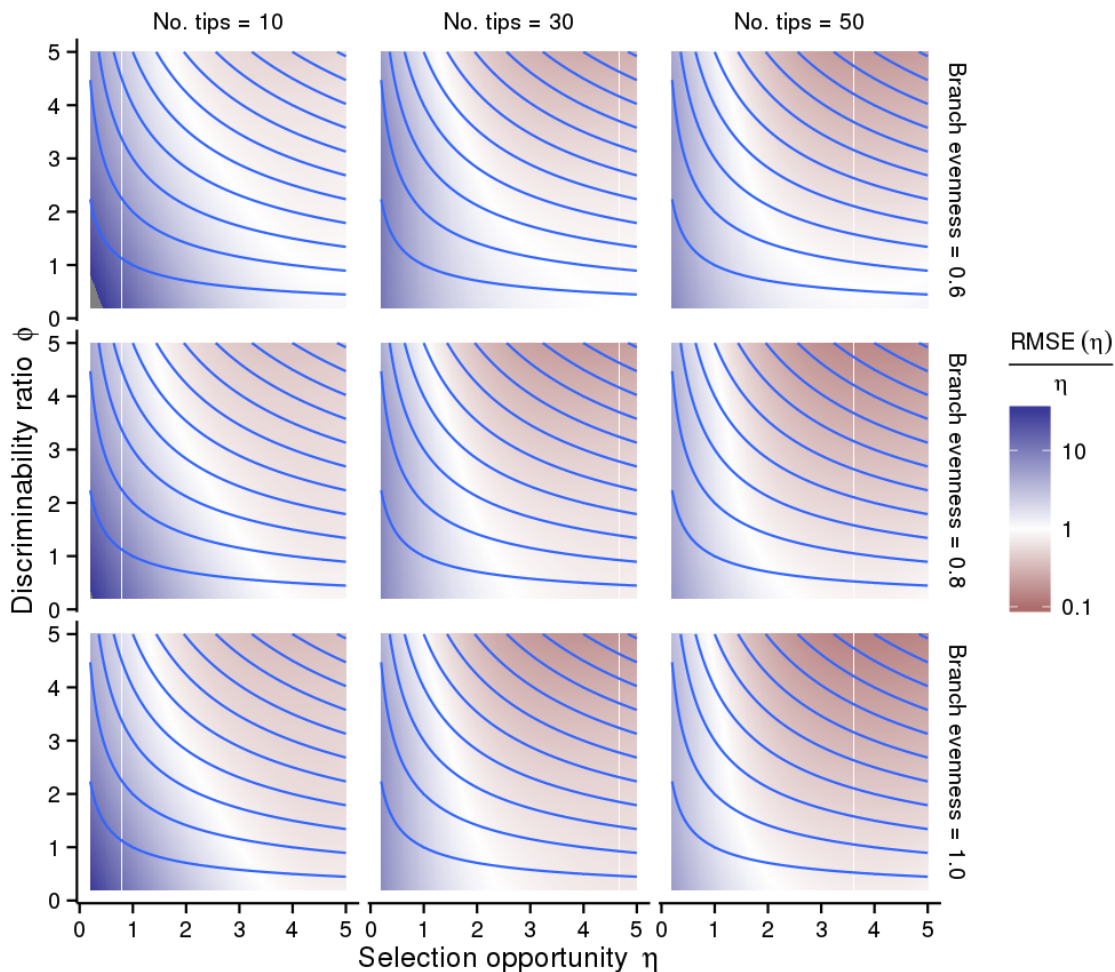 No. tips = 10
No. tips = 30
No. tips = 50
5
4
3
2
1
0
Branch evenness = 0.6
5
4
3
2
1
0
Branch evenness = 0.8
5
4
3
2
1
0
Branch evenness = 1.0
Discriminability ratio ϕ
0 1 2 3 4 5
0 1 2 3 4 5
0 1 2 3 4 5
Selection opportunity η
RMSE (η)
η
10
1
0.1